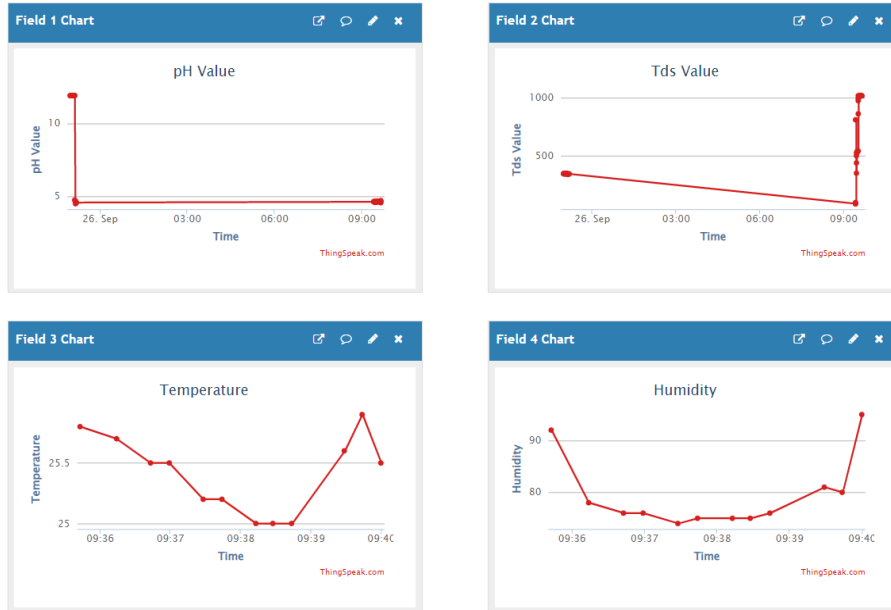 Field 1 Chart
pH Value
pH Value
10
5
26. Sep 03:00 06:00 09:00
Time
ThingSpeak.com
Field 2 Chart
Tds Value
Tds Value
1000
500
26. Sep 03:00 06:00 09:00
Time
ThingSpeak.com
Field 3 Chart
Temperature
Temperature
25.5
25
09:36 09:37 09:38 09:39 09:40
Time
ThingSpeak.com
Field 4 Chart
Humidity
Humidity
90
80
09:36 09:37 09:38 09:39 09:40
Time
ThingSpeak.com